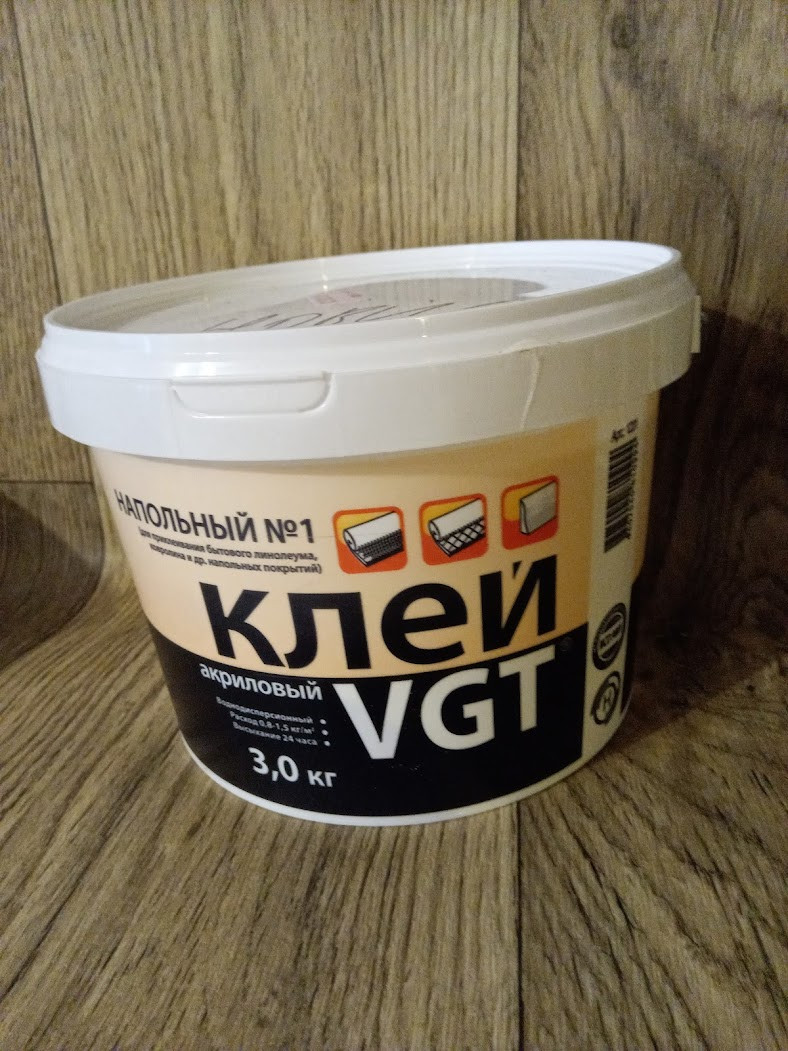 НАПОЛЬНЫЙ №1
(для приклеивания бытового линолеума,
ковролина и др. напольных покрытий)
клей
акриловый
VGT®
Воднодисперсионный •
Расход 0,8-1,5 кг/м² •
Высыхание 24 часа •
3,0 кг
Арт.